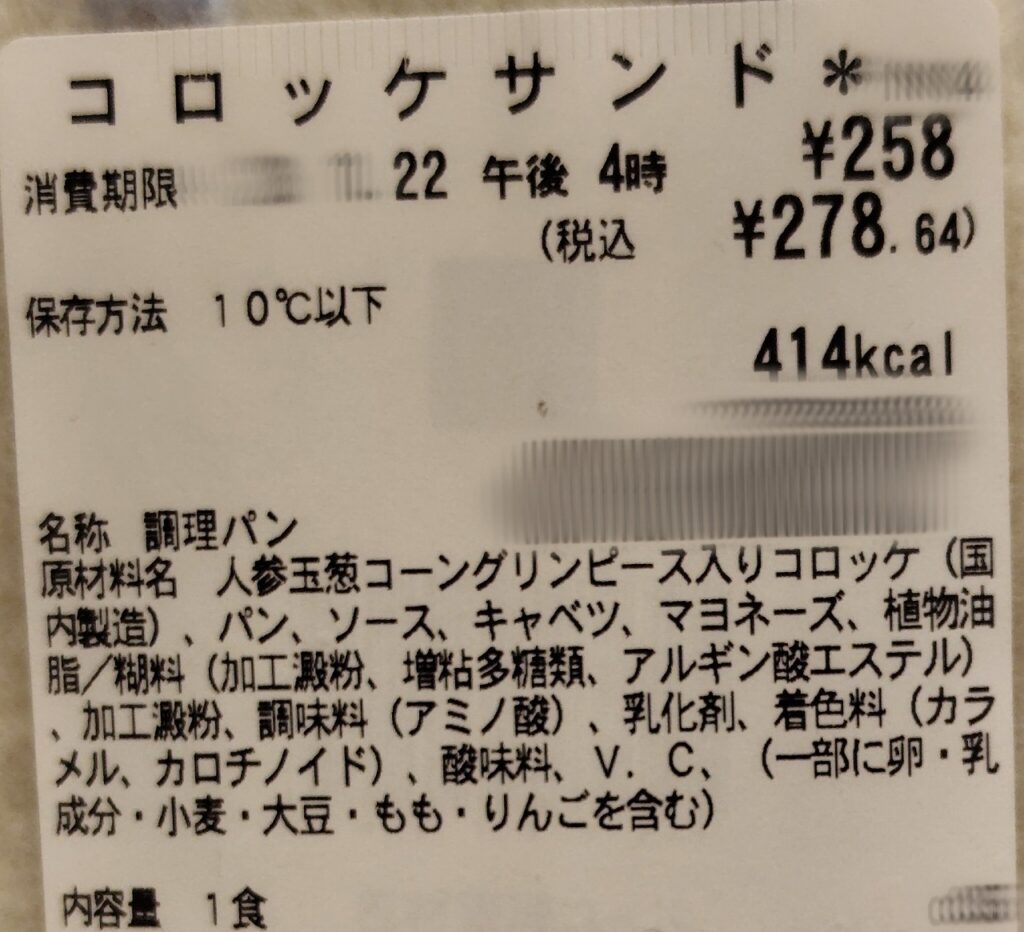 コロッケサンド*
¥258
消費期限 22 午後 4時
(税込 ¥278.64)
保存方法 10℃以下
414kcal
名称 調理パン
原材料名 人参玉葱コーングリンピース入りコロッケ（国
内製造）、パン、ソース、キャベツ、マヨネーズ、植物油
脂／糊料（加工澱粉、増粘多糖類、アルギン酸エステル）
、加工澱粉、調味料（アミノ酸）、乳化剤、着色料（カラ
メル、カロチノイド）、酸味料、V．C、（一部に卵・乳
成分・小麦・大豆・もも・りんごを含む）
内容量 1食